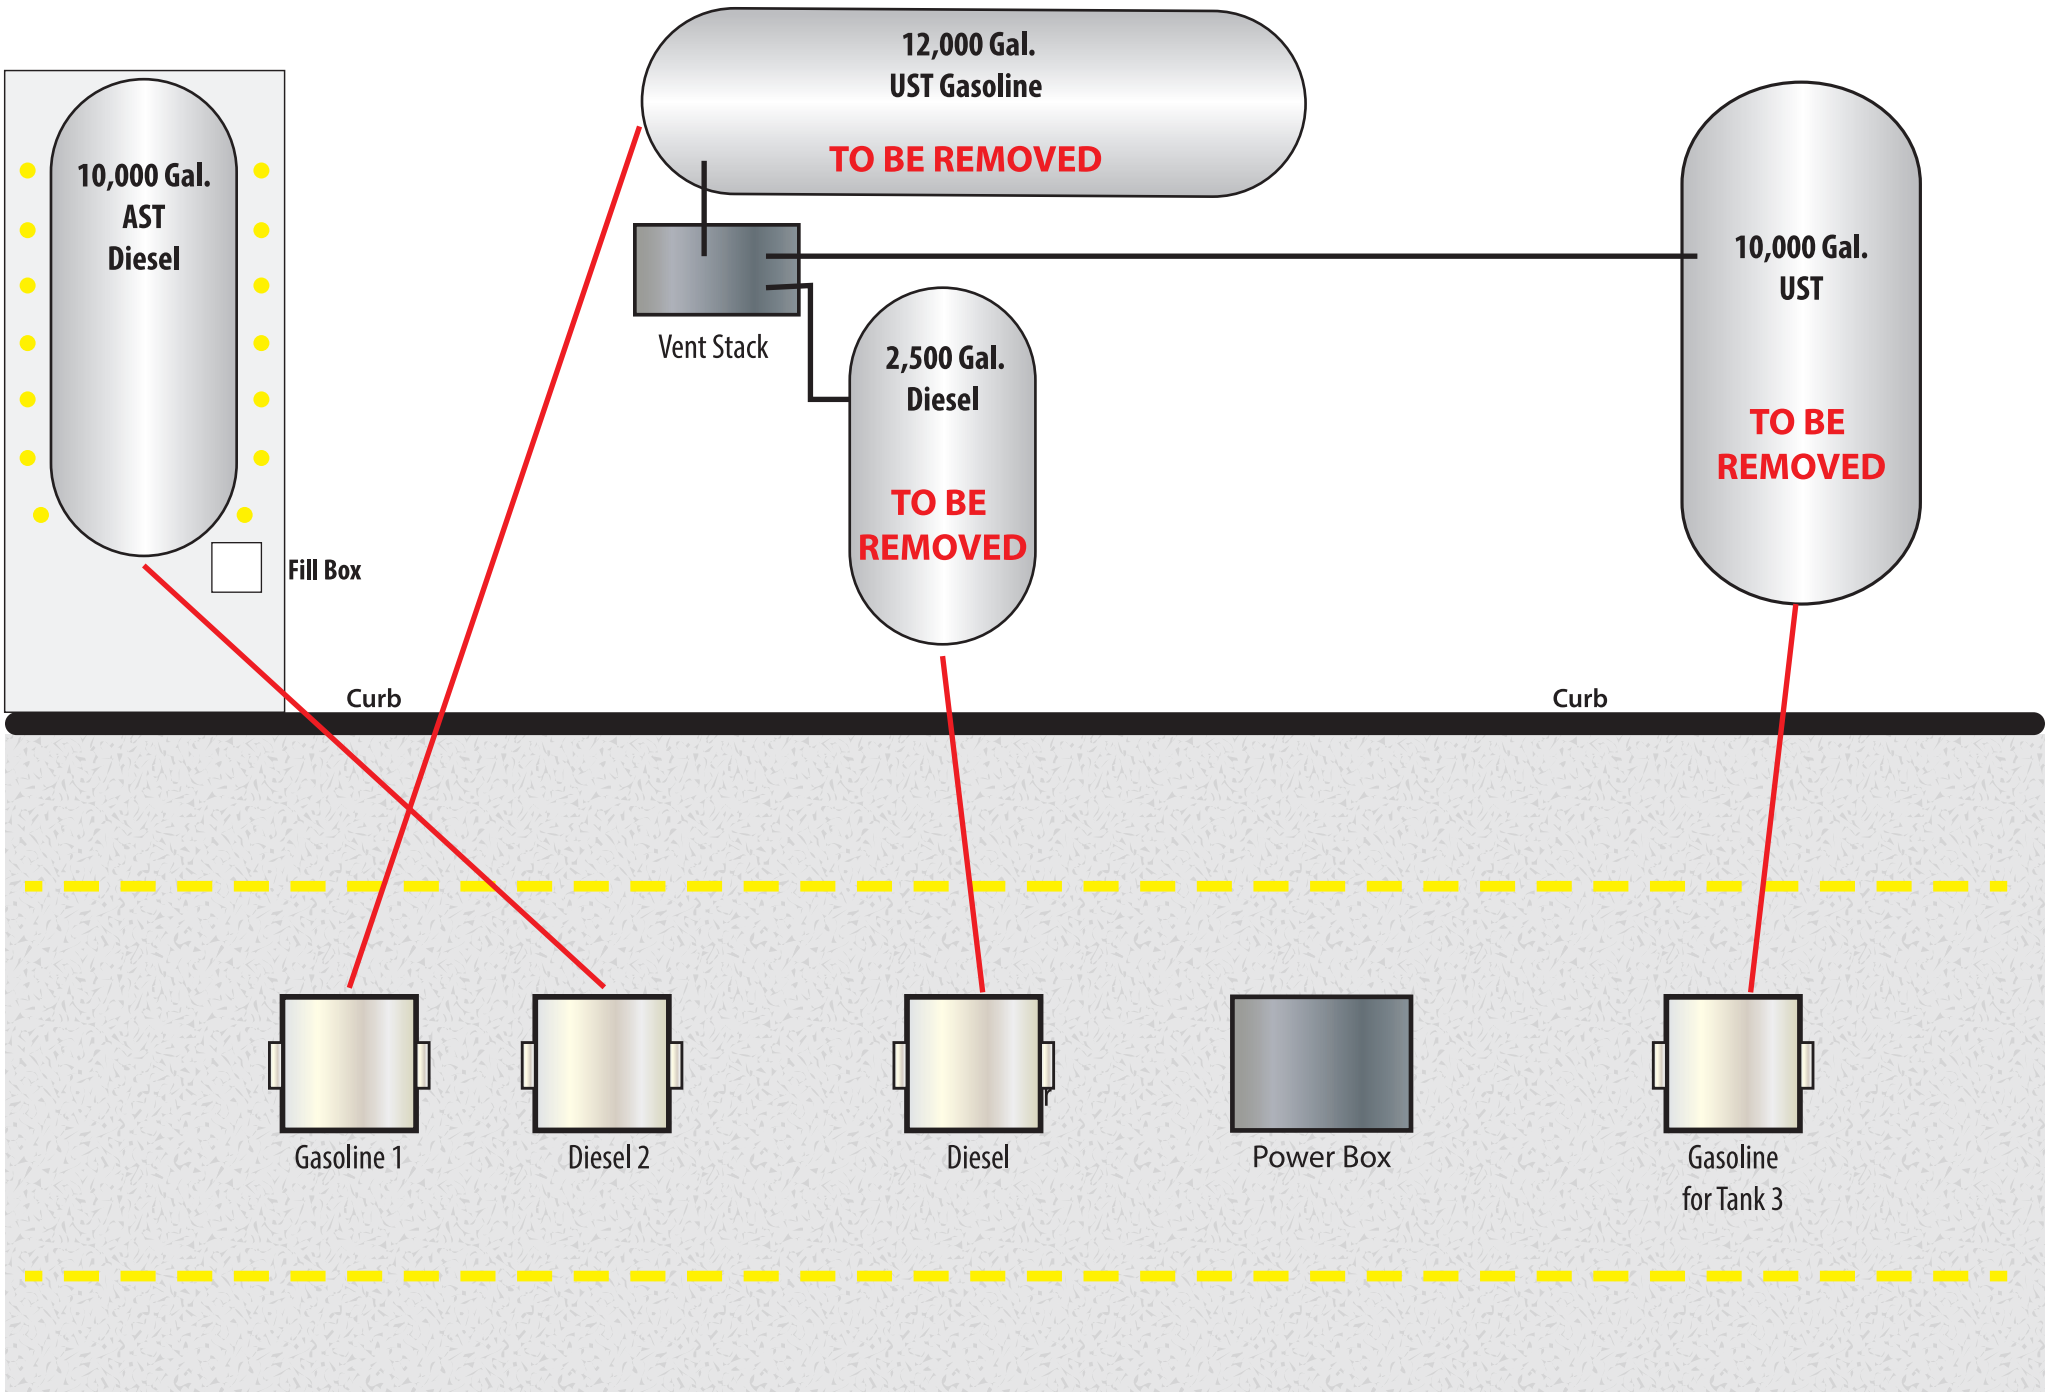 12,000 Gal.
UST Gasoline
TO BE REMOVED
10,000 Gal.
AST
Diesel
10,000 Gal.
UST
TO BE
REMOVED
Vent Stack
2,500 Gal.
Diesel
TO BE
REMOVED
Fill Box
Curb
Curb
r
Gasoline 1
Diesel 2
Diesel
Power Box
Gasoline
for Tank 3